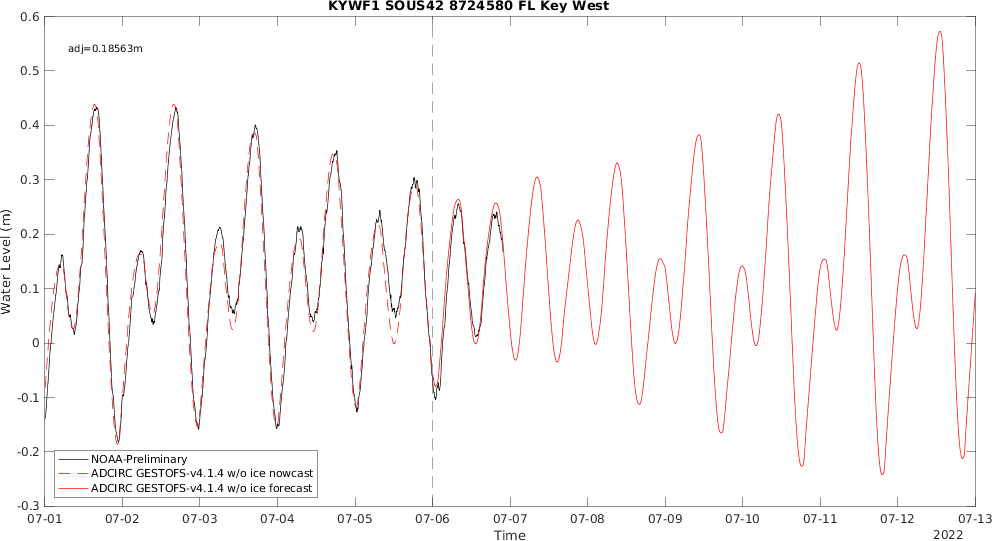 KYWF1 SOUS42 8724580 FL Key West
adj=0.18563m
0.6
0.5
0.4
0.3
0.2
0.1
0
-0.1
-0.2
-0.3
Water Level (m)
NOAA-Preliminary
ADCIRC GESTOFS-v4.1.4 w/o ice nowcast
ADCIRC GESTOFS-v4.1.4 w/o ice forecast
07-01 07-02 07-03 07-04 07-05 07-06 07-07 07-08 07-09 07-10 07-11 07-12 07-13
Time
2022